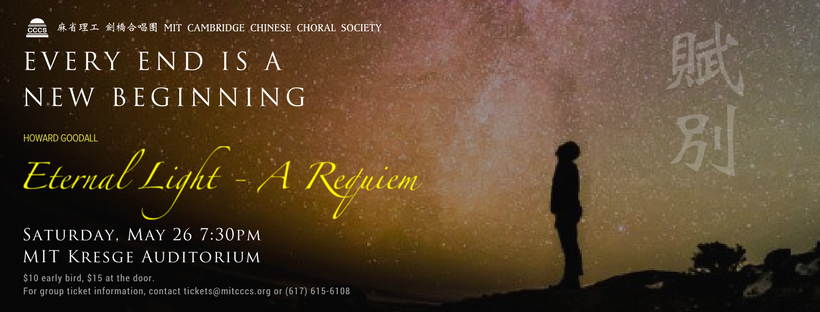 CCCS
麻省理工 劍橋合唱團 MIT CAMBRIDGE CHINESE CHORAL SOCIETY
EVERY END IS A
NEW BEGINNING
HOWARD GOODALL
Eternal Light - A Requiem
SATURDAY, MAY 26 7:30PM
MIT KRESGE AUDITORIUM
$10 early bird, $15 at the door.
For group ticket information, contact tickets@mitcccs.org or (617) 615-6108
賦
別